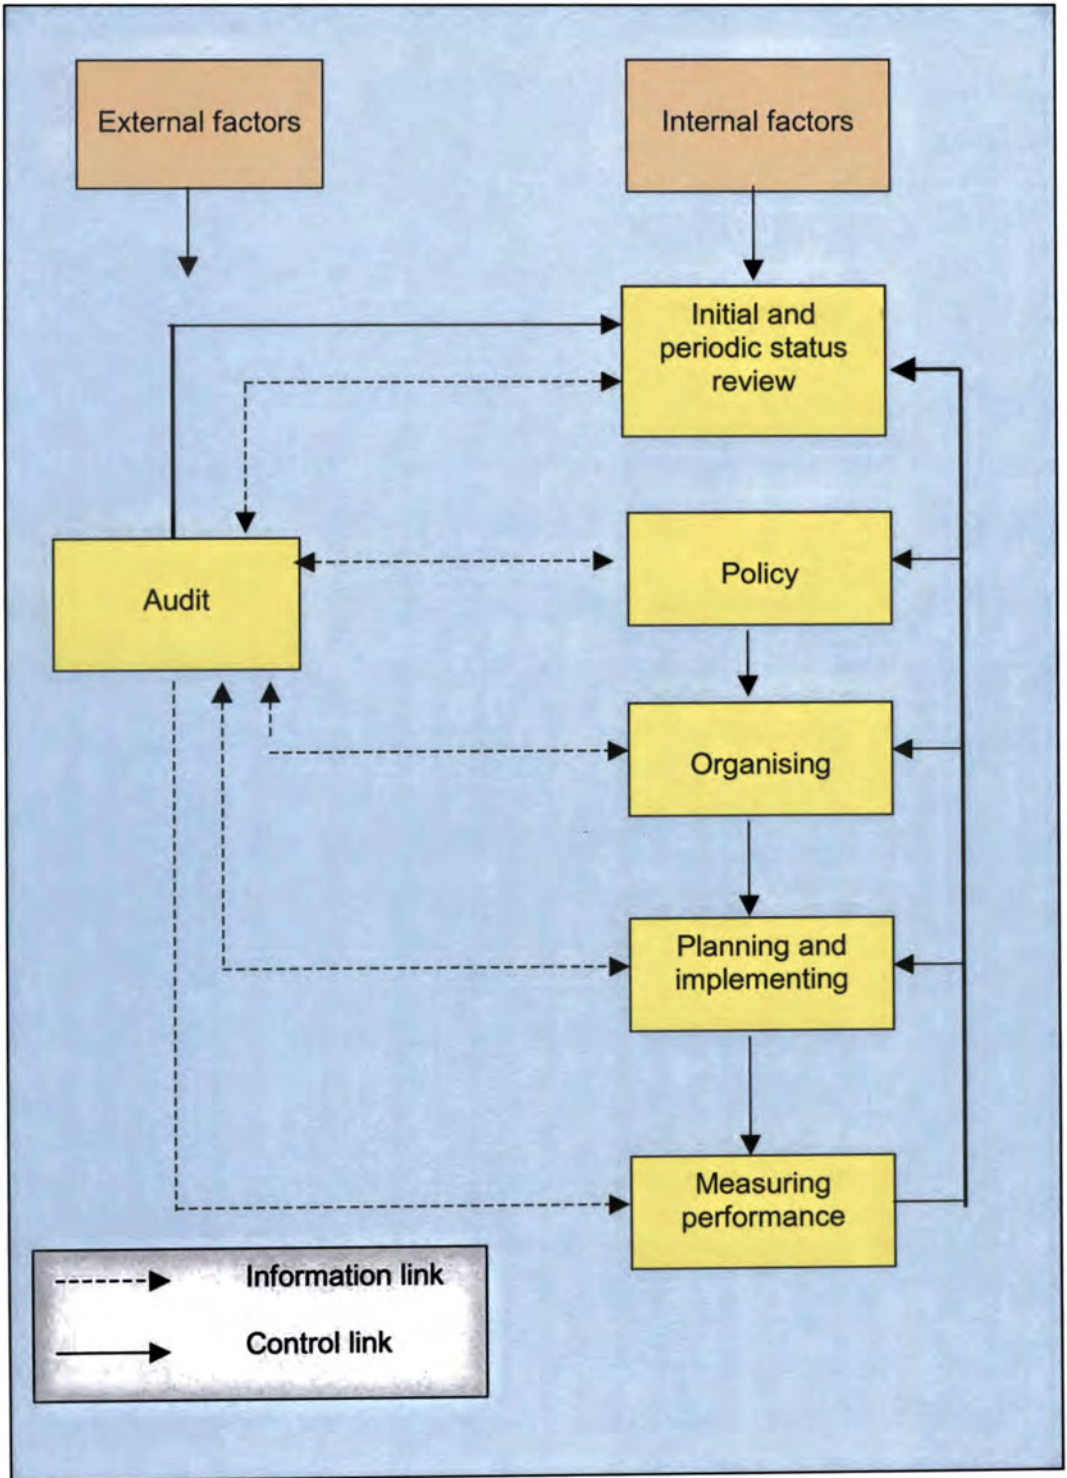 External factors
Internal factors
Initial and
periodic status
review
Audit
Policy
Organising
Planning and
implementing
Measuring
performance
Information link
Control link